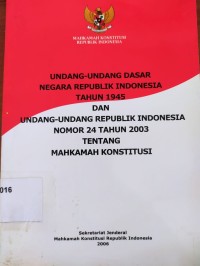 MAHKAMAH KONSTITUSI
REPUBLIK INDONESIA
UNDANG-UNDANG DASAR
NEGARA REPUBLIK INDONESIA
TAHUN 1945
DAN
UNDANG-UNDANG REPUBLIK INDONESIA
NOMOR 24 TAHUN 2003
TENTANG
MAHKAMAH KONSTITUSI
016
Sekretariat Jenderal
Mahkamah Konstitusi Republik Indonesia
2006